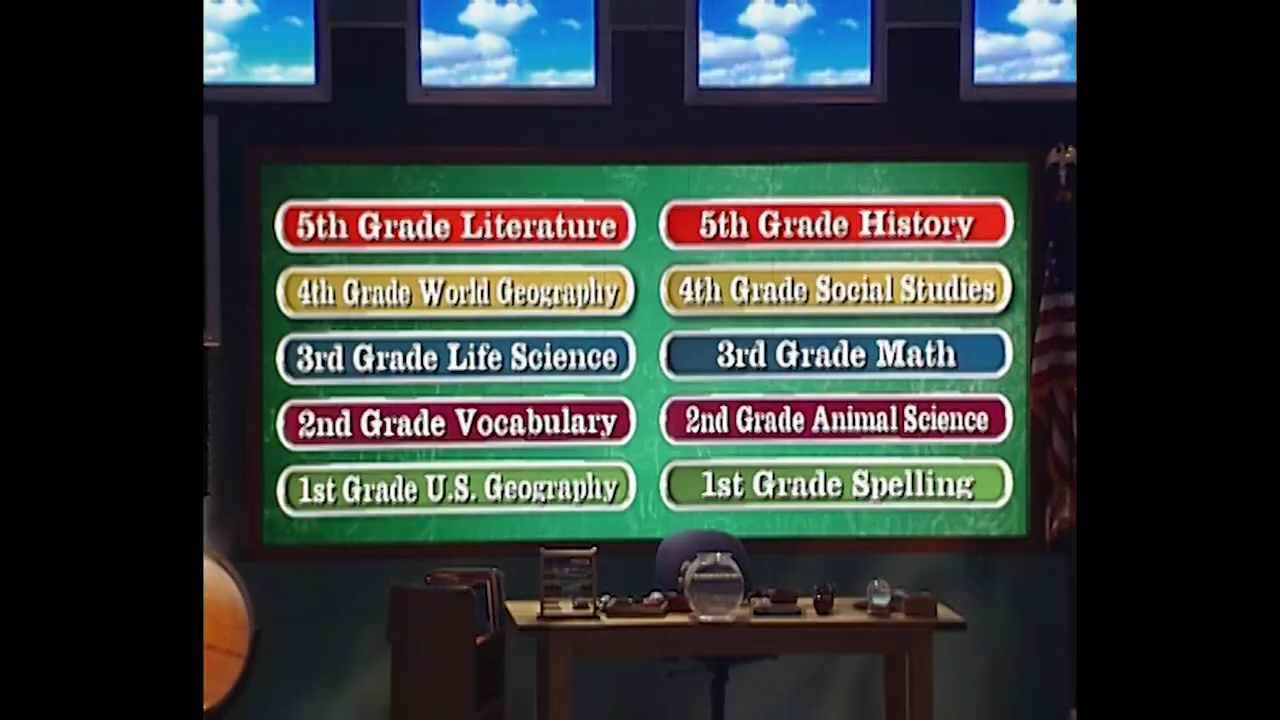 5th Grade Literature
5th Grade History
4th Grade World Geography
4th Grade Social Studies
3rd Grade Life Science
3rd Grade Math
2nd Grade Vocabulary
2nd Grade Animal Science
1st Grade U.S. Geography
1st Grade Spelling